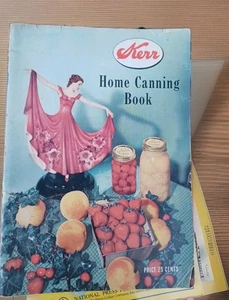 Kerr
Home Canning
Book
PRICE 25 CENTS
NATIONAL PRESS